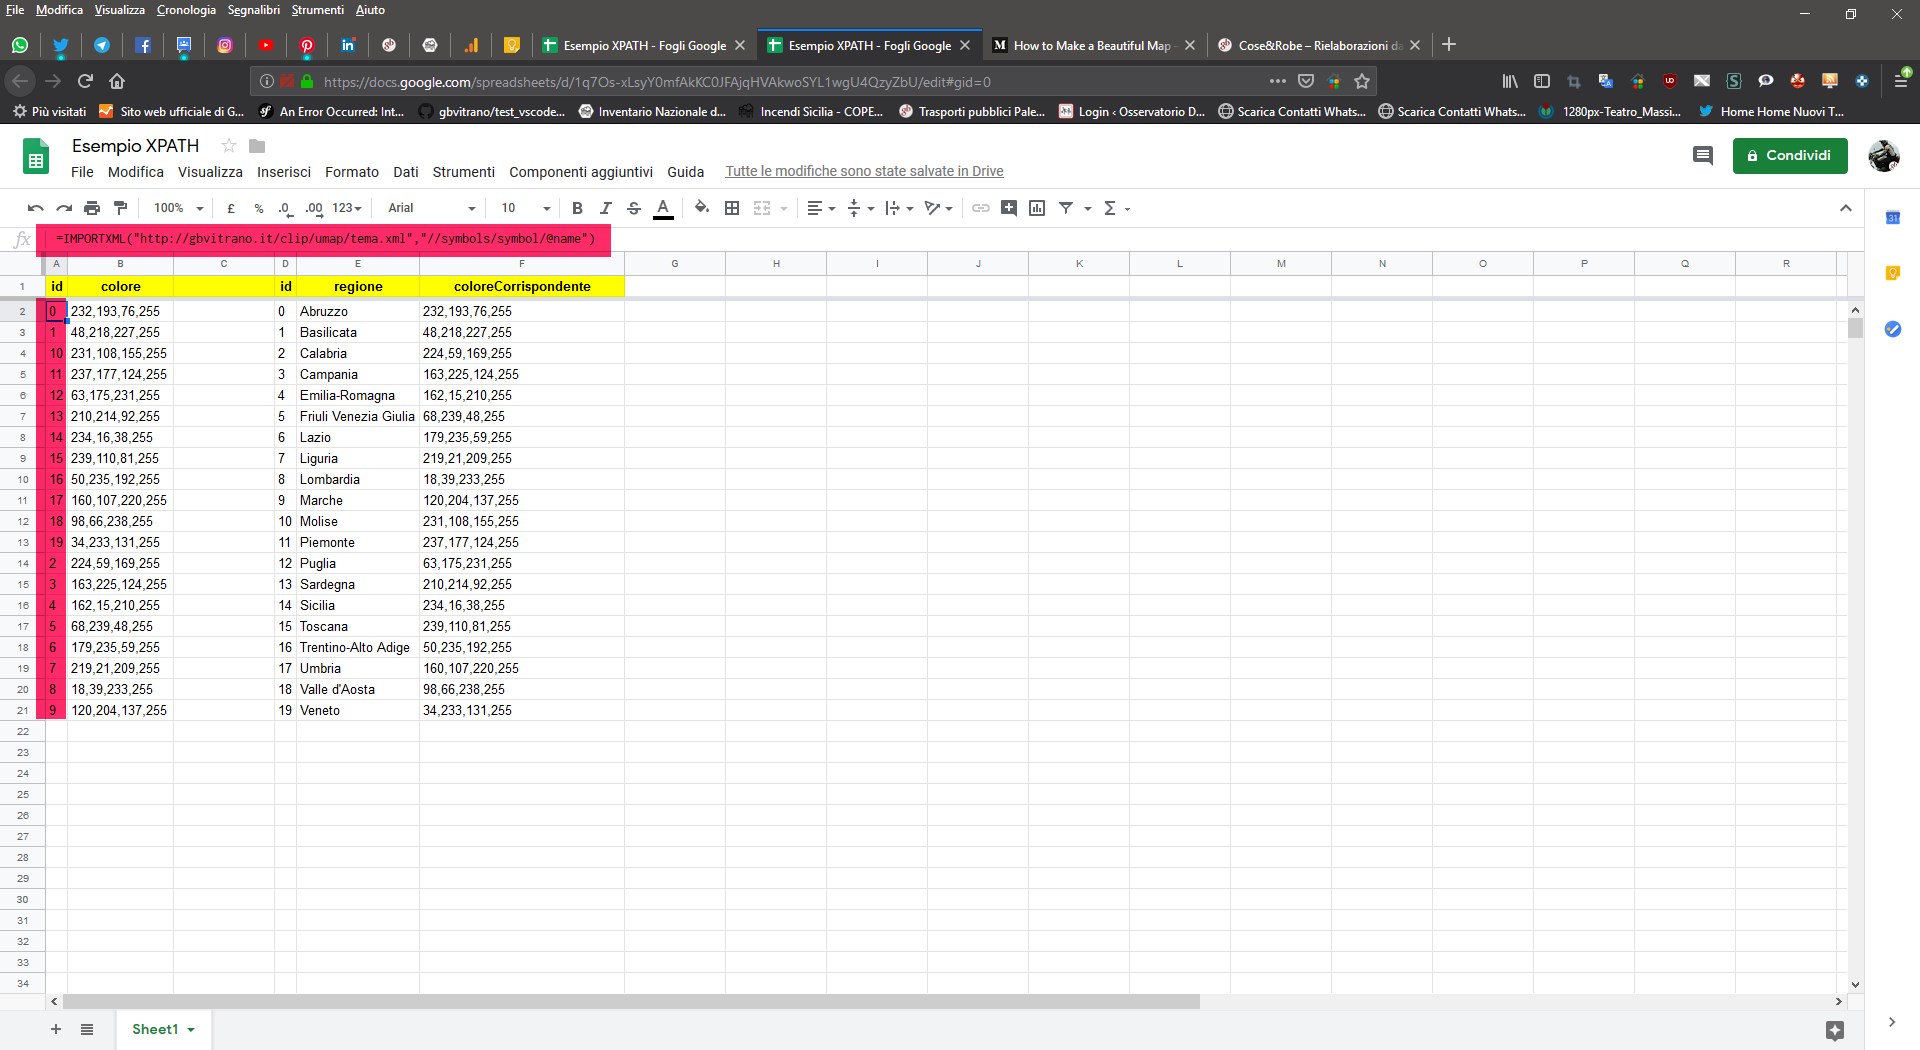 File Modifica Visualizza Cronologia Segnalibri Strumenti Aiuto
Esempio XPATH - Fogli Google Esempio XPATH - Fogli Google How to Make a Beautiful Map - Cose&Robe – Rielaborazioni da
https://docs.google.com/spreadsheets/d/1q7Os-xLsyY0mfAkKC0JFAjqHVAkwoSYL1wgU4QzyZbU/edit#gid=0
Più visitati Sito web ufficiale di G... An Error Occurred: Int... gbvitrano/test_vscode... Inventario Nazionale d... Incendi Sicilia - COPE... Trasporti pubblici Pale... Login ‹ Osservatorio D... Scarica Contatti Whats... Scarica Contatti Whats... 1280px-Teatro_Massi... Home Home Nuovi T...
Esempio XPATH
Condividi
File Modifica Visualizza Inserisci Formato Dati Strumenti Componenti aggiuntivi Guida Tutte le modifiche sono state salvate in Drive
100% £ % .0 .00 123 Arial 10 B I S A Σ
fx =IMPORTXML("http://gbvitrano.it/clip/umap/tema.xml","//symbols/symbol/@name")
A B C D E F G H I J K L M N O P Q R
1 id colore id regione coloreCorrispondente
2 0 232,193,76,255 0 Abruzzo 232,193,76,255
3 1 48,218,227,255 1 Basilicata 48,218,227,255
4 10 231,108,155,255 2 Calabria 224,59,169,255
5 11 237,177,124,255 3 Campania 163,225,124,255
6 12 63,175,231,255 4 Emilia-Romagna 162,15,210,255
7 13 210,214,92,255 5 Friuli Venezia Giulia 68,239,48,255
8 14 234,16,38,255 6 Lazio 179,235,59,255
9 15 239,110,81,255 7 Liguria 219,21,209,255
10 16 50,235,192,255 8 Lombardia 18,39,233,255
11 17 160,107,220,255 9 Marche 120,204,137,255
12 18 98,66,238,255 10 Molise 231,108,155,255
13 19 34,233,131,255 11 Piemonte 237,177,124,255
14 2 224,59,169,255 12 Puglia 63,175,231,255
15 3 163,225,124,255 13 Sardegna 210,214,92,255
16 4 162,15,210,255 14 Sicilia 234,16,38,255
17 5 68,239,48,255 15 Toscana 239,110,81,255
18 6 179,235,59,255 16 Trentino-Alto Adige 50,235,192,255
19 7 219,21,209,255 17 Umbria 160,107,220,255
20 8 18,39,233,255 18 Valle d'Aosta 98,66,238,255
21 9 120,204,137,255 19 Veneto 34,233,131,255
22
23
24
25
26
27
28
29
30
31
32
33
34
Sheet1